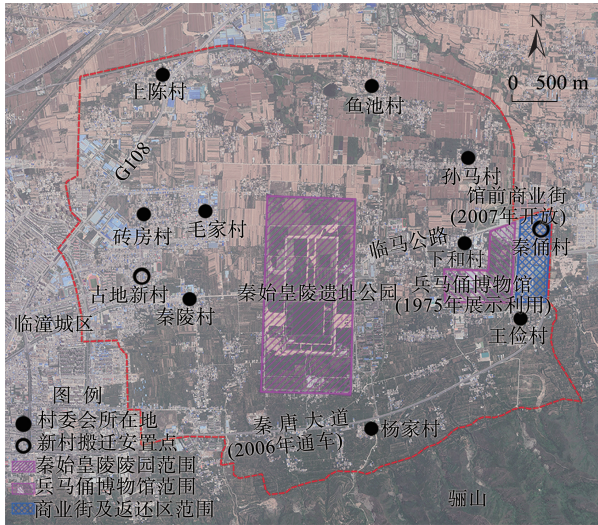 N
0 500 m
上陈村
鱼池村
G108
孙马村
馆前商业街
(2007年开放)
砖房村
毛家村
临马公路
秦俑村
下和村
古地新村
秦陵村
秦始皇陵遗址公园
兵马俑博物馆
(1975年展示利用)
临潼城区
王俭村
图 例
村委会所在地
新村搬迁安置点
秦始皇陵陵园范围
兵马俑博物馆范围
商业街及返还区范围
秦唐大道
(2006年通车)
杨家村
骊山